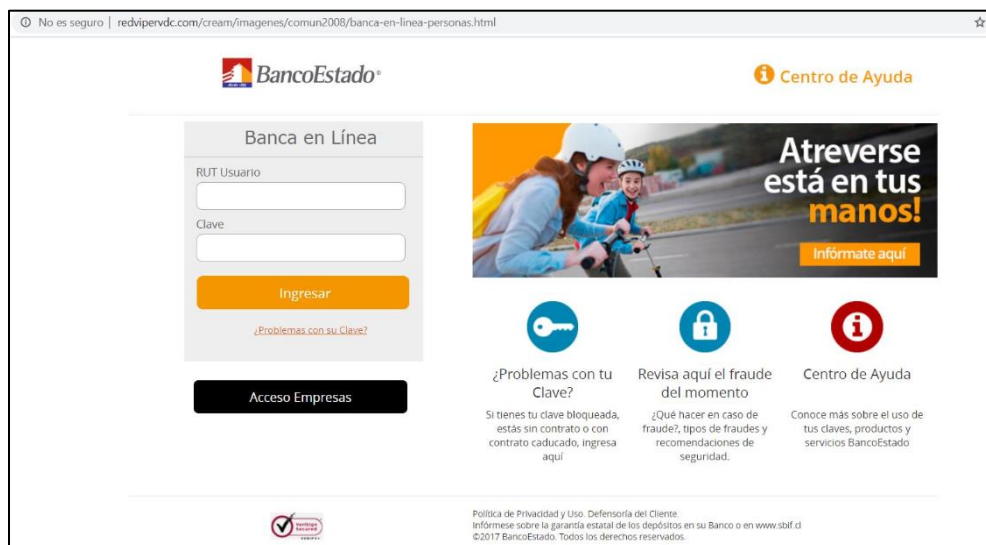 No es seguro | redvipervdc.com/cream/imagenes/comun2008/banca-en-linea-personas.html
BancoEstado®
Centro de Ayuda
Banca en Línea
RUT Usuario
Clave
Ingresar
¿Problemas con su Clave?
Acceso Empresas
Atreverse
está en tus
manos!
Infórmate aquí
¿Problemas con tu
Clave?
Si tienes tu clave bloqueada,
estás sin contrato o con
contrato caducado, ingresa
aquí
Revisa aquí el fraude
del momento
¿Qué hacer en caso de
fraude?, tipos de fraudes y
recomendaciones de
seguridad.
Centro de Ayuda
Conoce más sobre el uso de
tus claves, productos y
servicios BancoEstado
VeriSign
Secured
Política de Privacidad y Uso. Defensoría del Cliente.
Infórmese sobre la garantía estatal de los depósitos en su Banco o en www.sbif.cl
©2017 BancoEstado. Todos los derechos reservados.